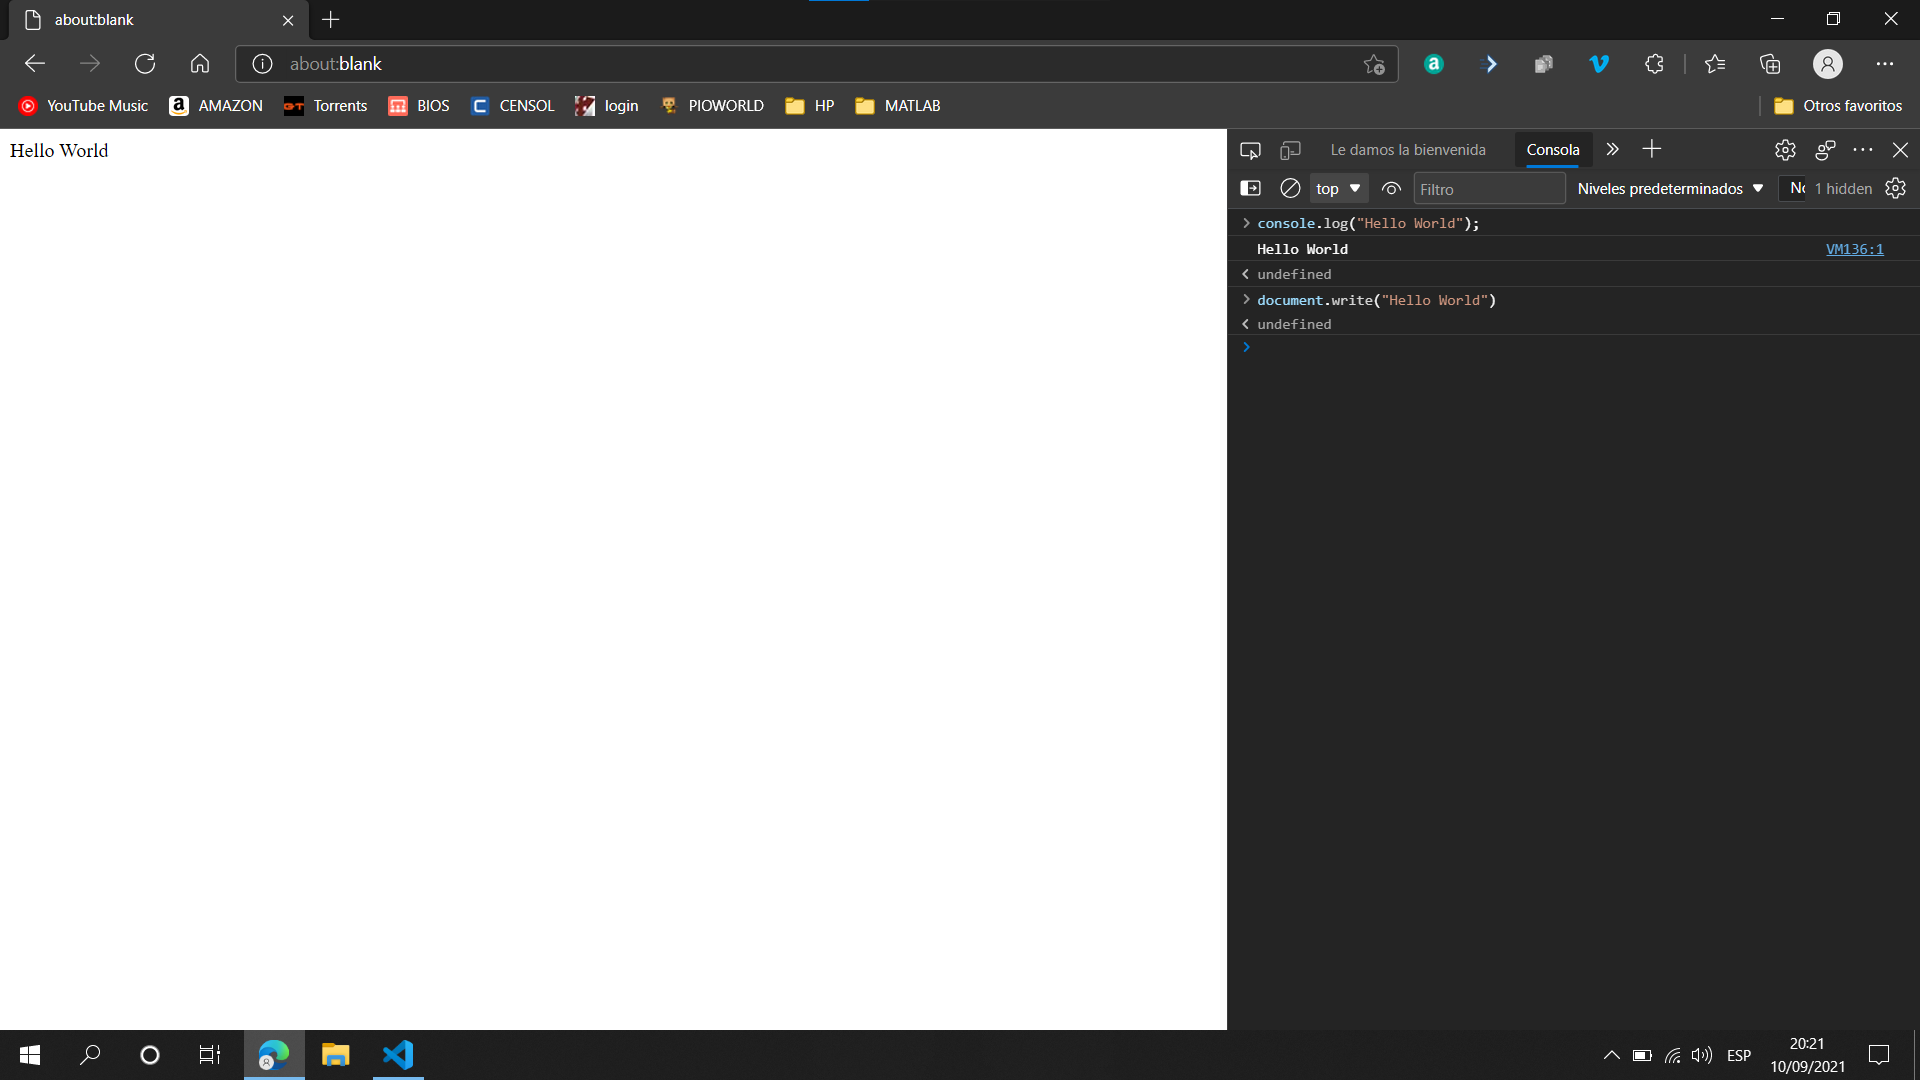 about:blank
about:blank
YouTube Music AMAZON Torrents BIOS CENSOL login PIOWORLD HP MATLAB Otros favoritos
Hello World
Le damos la bienvenida Consola
top Filtro Niveles predeterminados 1 hidden
console.log("Hello World");
Hello World VM136:1
undefined
document.write("Hello World")
undefined
ESP
20:21
10/09/2021